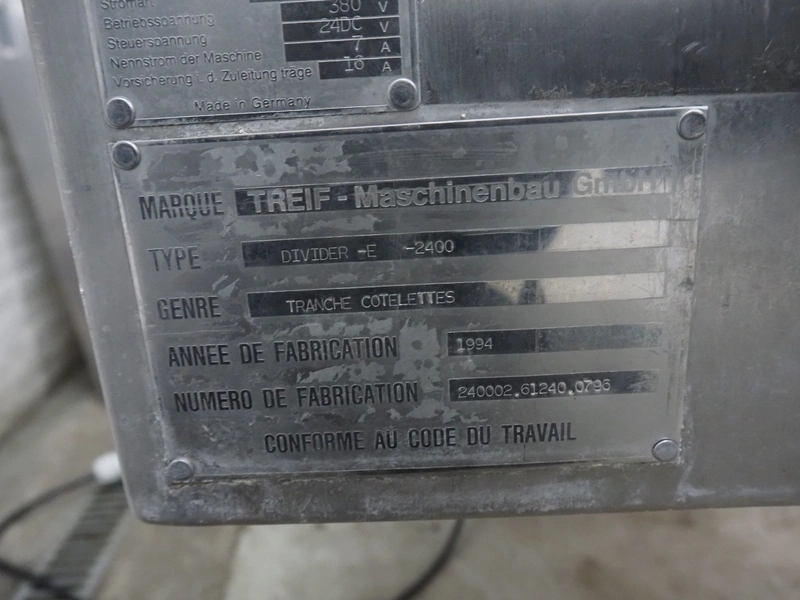 Stromart
Betriebsspannung 380 V
Steuerspannung 24DC V
Nennstrom der Maschine 7 A
Vorsicherung i. d. Zuleitung träge 16 A
Made in Germany
MARQUE TREIF - Maschinenbau GmbH
TYPE DIVIDER -E -2400
GENRE TRANCHE COTELETTES
ANNEE DE FABRICATION 1994
NUMERO DE FABRICATION 240002.61240.0796
CONFORME AU CODE DU TRAVAIL